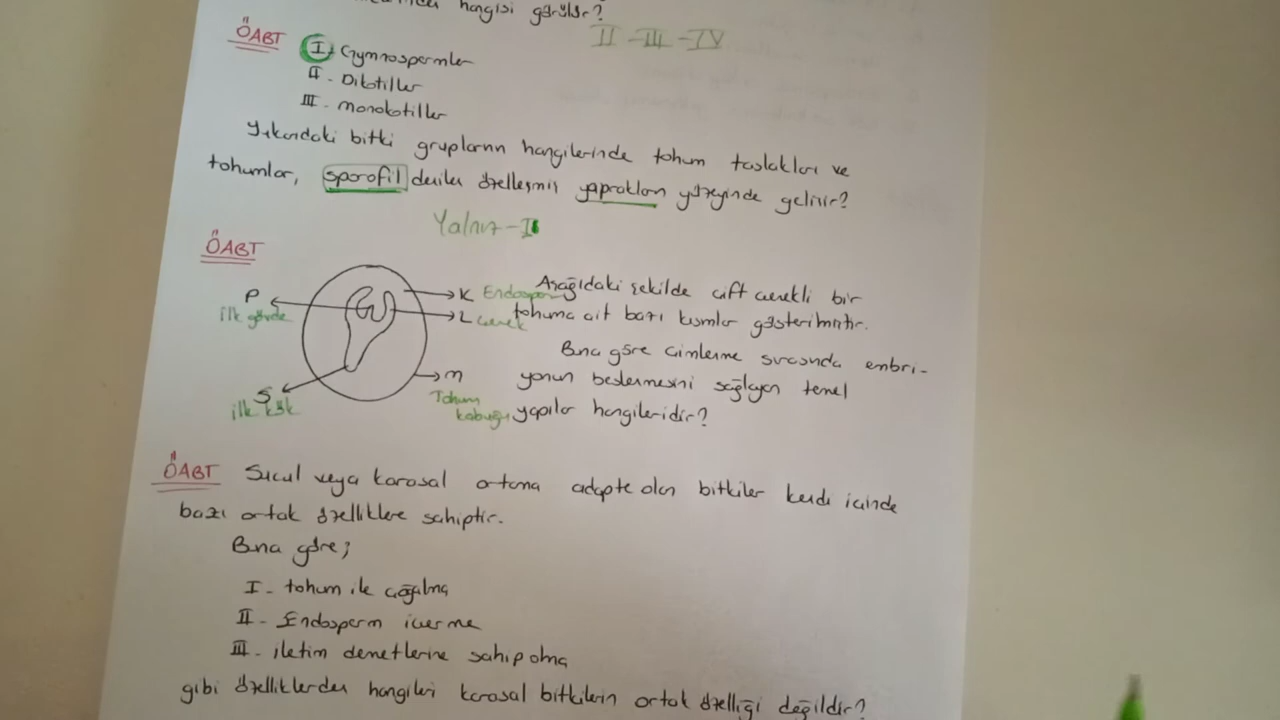 hangisi görülür?
II - III - IV
ÖABT
I. Gymnospermler
II - Dikotiller
III - monokotiller
Yukarıdaki bitki gruplarının hangilerinde tohum taslakları ve
tohumlar, sporofil denilen özelleşmiş yaprakların yüzeyinde gelişir?
Yalnız - I
ÖABT
P
ilk gövde
K Endosperm
L Çenek
S
ilk kök
m
Tohum
kabuğu
Aşağıdaki şekilde çift çenekli bir
tohuma ait bazı kısımlar gösterilmiştir.
Buna göre çimlenme sırasında embri-
yonun beslenmesini sağlayan temel
yapılar hangileridir?
ÖABT Sucul veya karasal ortama adapte olan bitkiler kendi içinde
bazı ortak özelliklere sahiptir.
Buna göre;
I - tohum ile çoğalma
II - Endosperm içerme
III - iletim demetlerine sahip olma
gibi özelliklerden hangileri karasal bitkilerin ortak özelliği değildir?